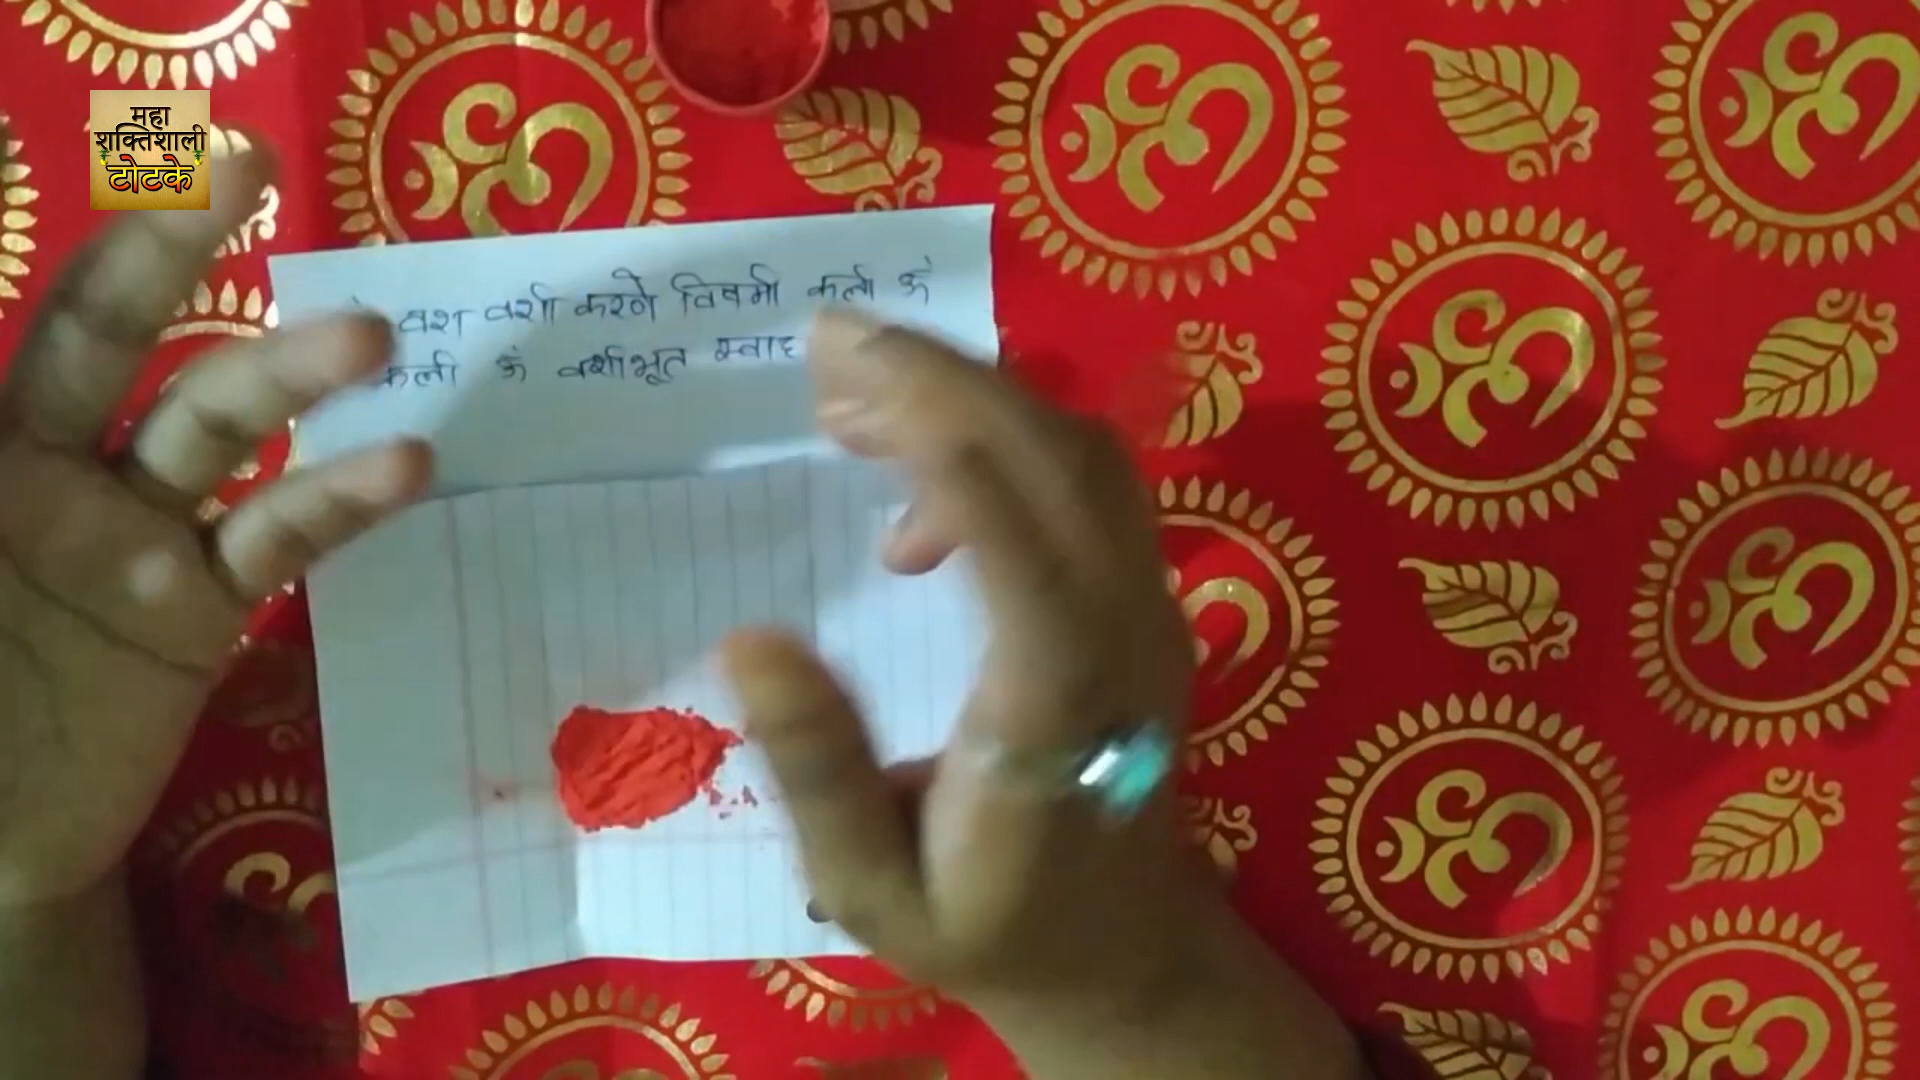 महा
शक्तिशाली
टोटके
वश वशी करणे विषमी कली ॐ
कली ॐ वशीभूत स्वाह